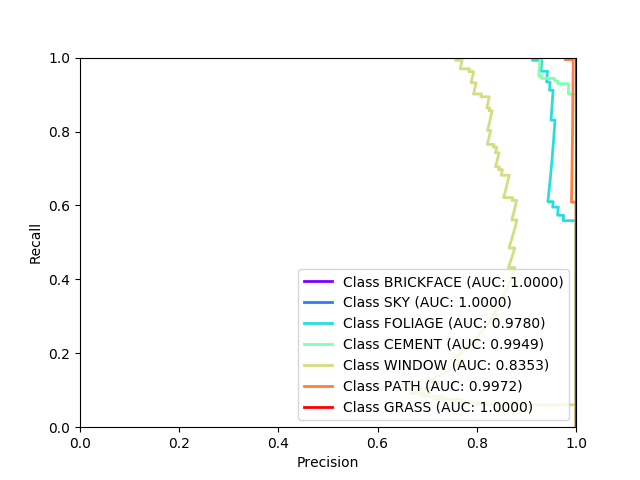 1.0
0.8
0.6
0.4
0.2
0.0
Recall
Class BRICKFACE (AUC: 1.0000)
Class SKY (AUC: 1.0000)
Class FOLIAGE (AUC: 0.9780)
Class CEMENT (AUC: 0.9949)
Class WINDOW (AUC: 0.8353)
Class PATH (AUC: 0.9972)
Class GRASS (AUC: 1.0000)
0.0 0.2 0.4 0.6 0.8 1.0
Precision